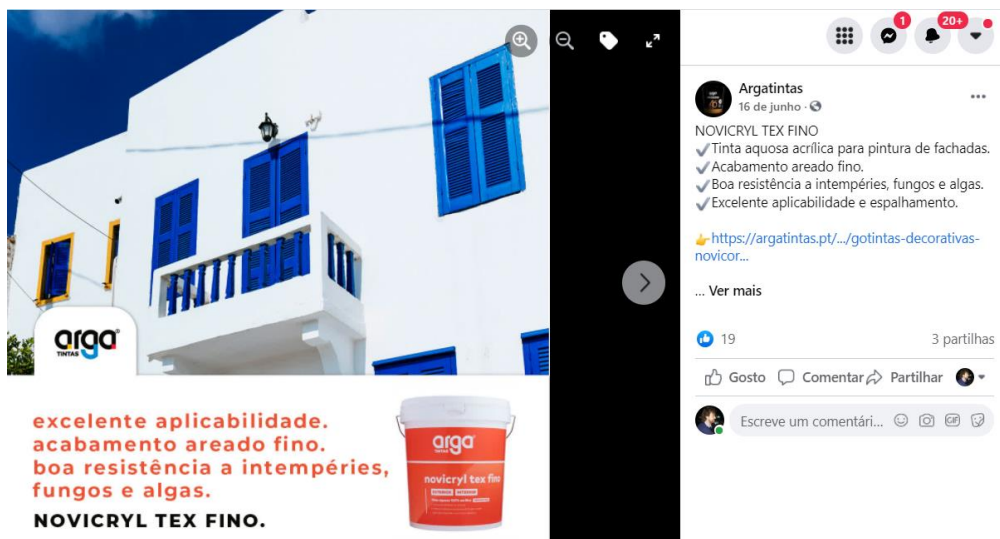 1
20+
Argatintas
16 de junho
NOVICRYL TEX FINO
✔Tinta aquosa acrílica para pintura de fachadas.
✔Acabamento areado fino.
✔Boa resistência a intempéries, fungos e algas.
✔Excelente aplicabilidade e espalhamento.
👉https://argatintas.pt/.../gotintas-decorativas-
novicor...
... Ver mais
19
3 partilhas
Gosto Comentar Partilhar
Escreve um comentári... GIF
arga
TINTAS
excelente aplicabilidade.
acabamento areado fino.
boa resistência a intempéries,
fungos e algas.
NOVICRYL TEX FINO.
arga
TINTAS
novicryl tex fino
EXTERIOR INTERIOR